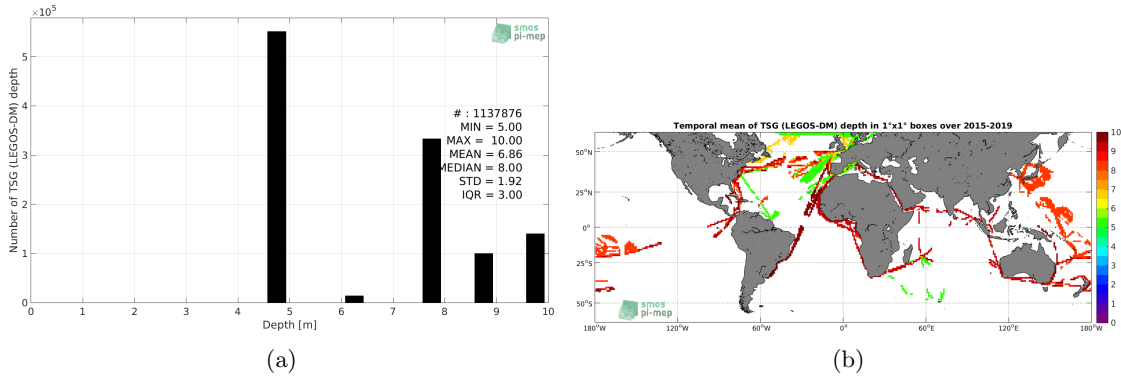 ×10⁵
smos
pi-mep
5
4
3
2
1
0
Number of TSG (LEGOS-DM) depth
# : 1137876
MIN = 5.00
MAX = 10.00
MEAN = 6.86
MEDIAN = 8.00
STD = 1.92
IQR = 3.00
0 1 2 3 4 5 6 7 8 9 10
Depth [m]
(a)
Temporal mean of TSG (LEGOS-DM) depth in 1°x1° boxes over 2015-2019
50°N
25°N
0°
25°S
50°S
smos
pi-mep
180°W 120°W 60°W 0° 60°E 120°E 180°E
10
9
8
7
6
5
4
3
2
1
0
(b)